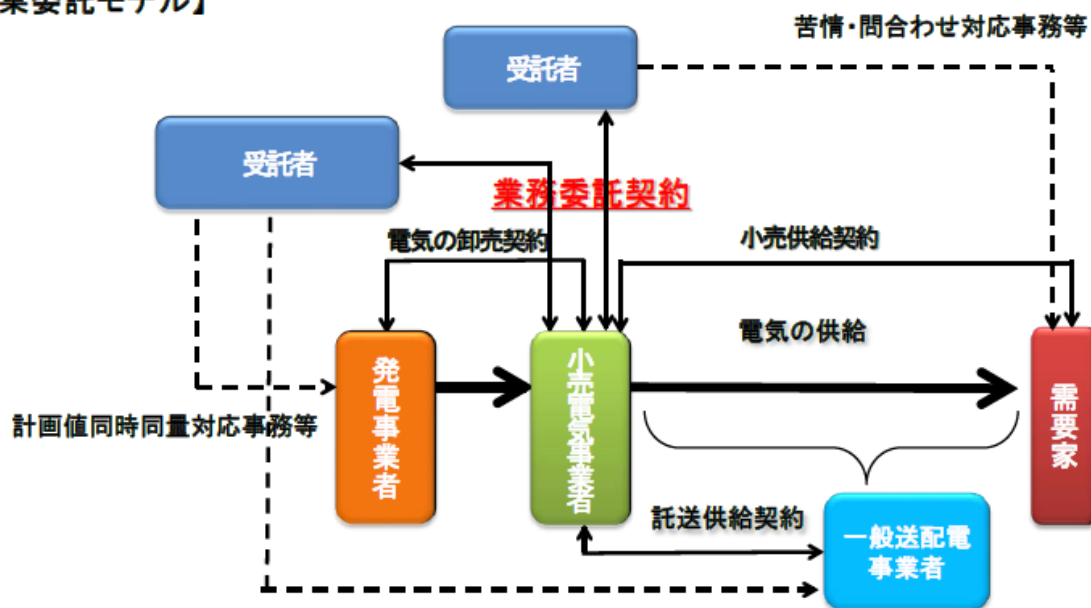 業委託モデル】
苦情・問合わせ対応事務等
受託者
受託者
業務委託契約
電気の卸売契約
小売供給契約
電気の供給
発電事業者
小売電気事業者
需要家
計画値同時同量対応事務等
託送供給契約
一般送配電
事業者